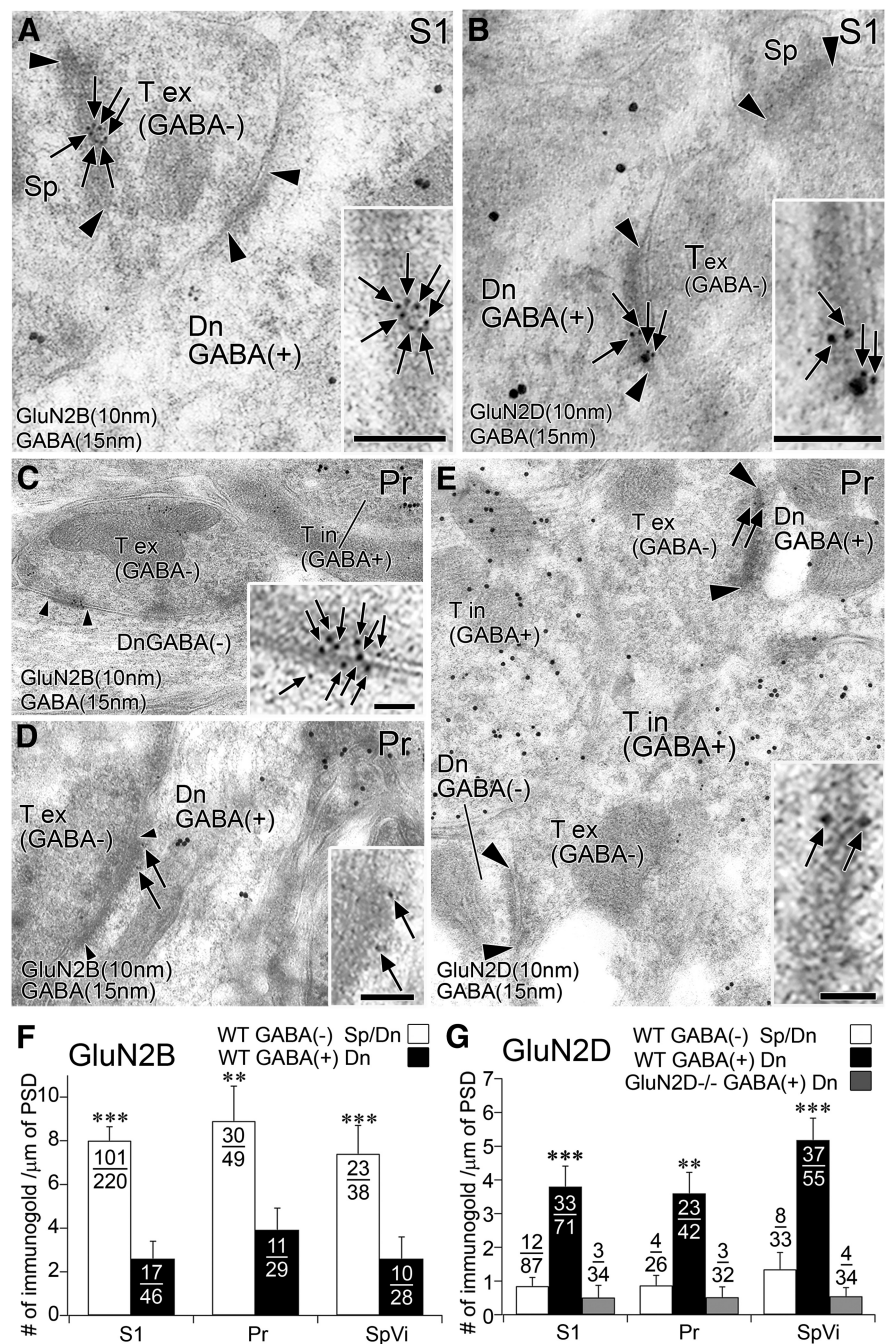 A
S1
T ex
(GABA-)
Sp
Dn
GABA(+)
GluN2B(10nm)
GABA(15nm)
B
S1
Sp
T ex
(GABA-)
Dn
GABA(+)
GluN2D(10nm)
GABA(15nm)
C
Pr
T ex
(GABA-)
T in
(GABA+)
DnGABA(-)
GluN2B(10nm)
GABA(15nm)
D
Pr
T ex
(GABA-)
Dn
GABA(+)
GluN2B(10nm)
GABA(15nm)
E
Pr
T ex
(GABA-)
Dn
GABA(+)
T in
(GABA+)
T in
(GABA+)
Dn
GABA(-)
T ex
(GABA-)
GluN2D(10nm)
GABA(15nm)
F
GluN2B
WT GABA(-) Sp/Dn
WT GABA(+) Dn
# of immunogold /μm of PSD
10
8
6
4
2
0
***
101
220
17
46
**
30
49
11
29
***
23
38
10
28
S1
Pr
SpVi
G
GluN2D
WT GABA(-) Sp/Dn
WT GABA(+) Dn
GluN2D-/- GABA(+) Dn
# of immunogold /μm of PSD
7
6
5
4
3
2
1
0
12
87
***
33
71
3
34
4
26
**
23
42
3
32
8
33
***
37
55
4
34
S1
Pr
SpVi